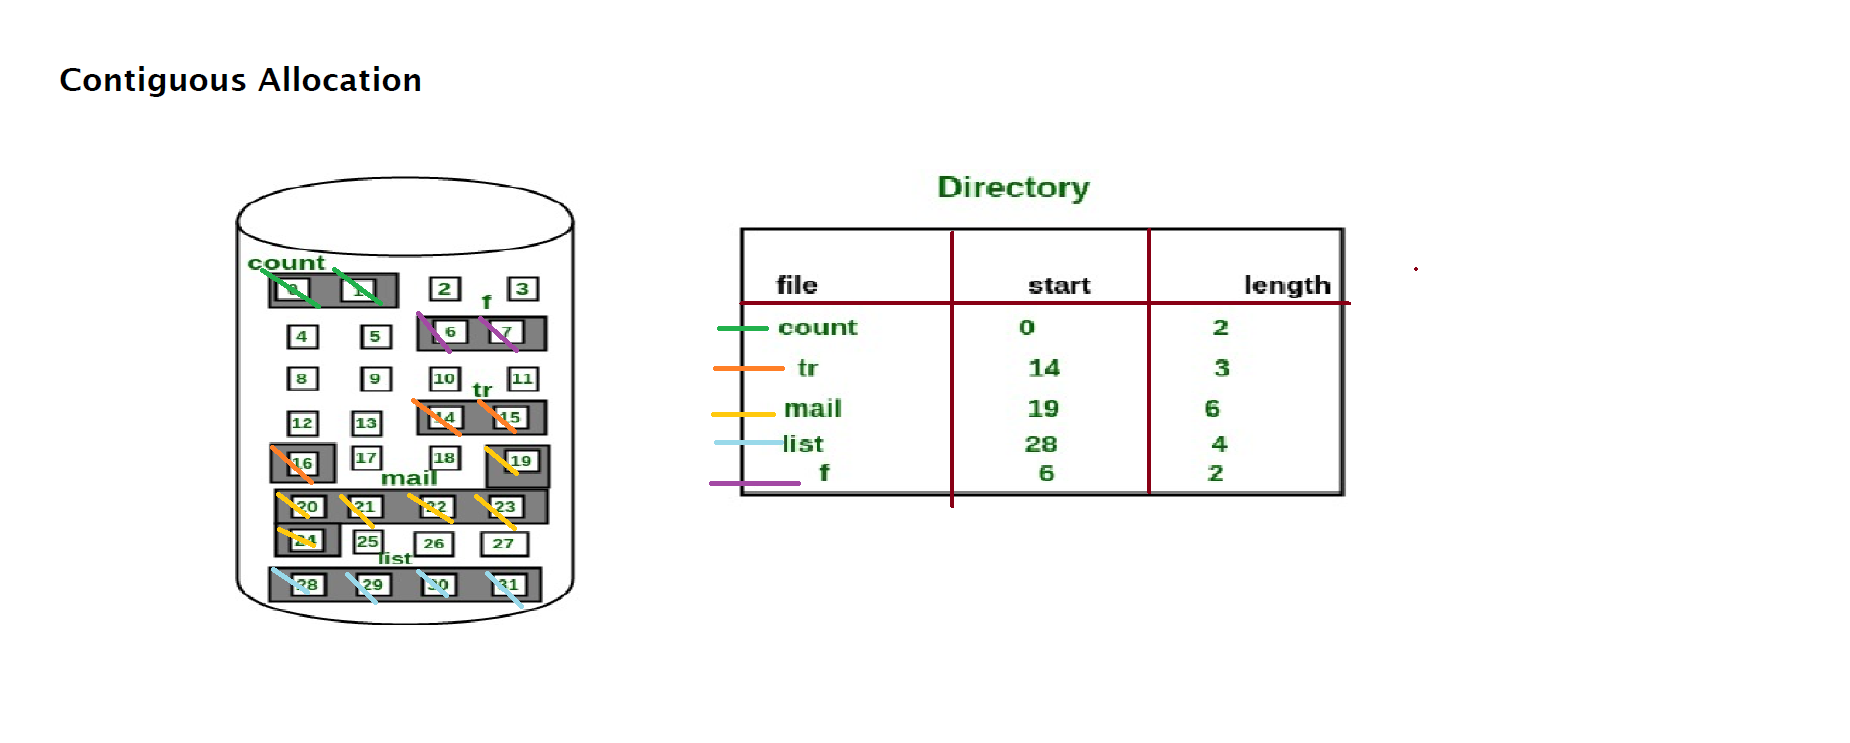 Contiguous Allocation
count
0 1 2 3
f
4 5 6 7
8 9 10 11
tr
12 13 14 15
16 17 18 19
mail
20 21 22 23
24 25 26 27
list
28 29 30 31
Directory
file start length
count 0 2
tr 14 3
mail 19 6
list 28 4
f 6 2